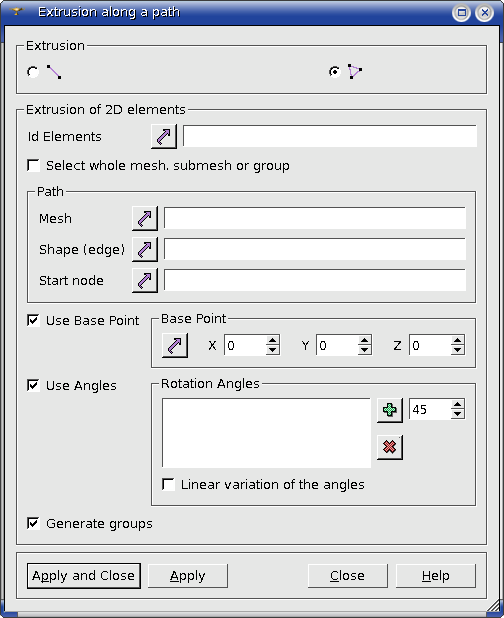 Extrusion along a path
Extrusion
Extrusion of 2D elements
Id Elements
Select whole mesh. submesh or group
Path
Mesh
Shape (edge)
Start node
Use Base Point
Base Point
X 0 Y 0 Z 0
Use Angles
Rotation Angles
45
Linear variation of the angles
Generate groups
Apply and Close Apply Close Help